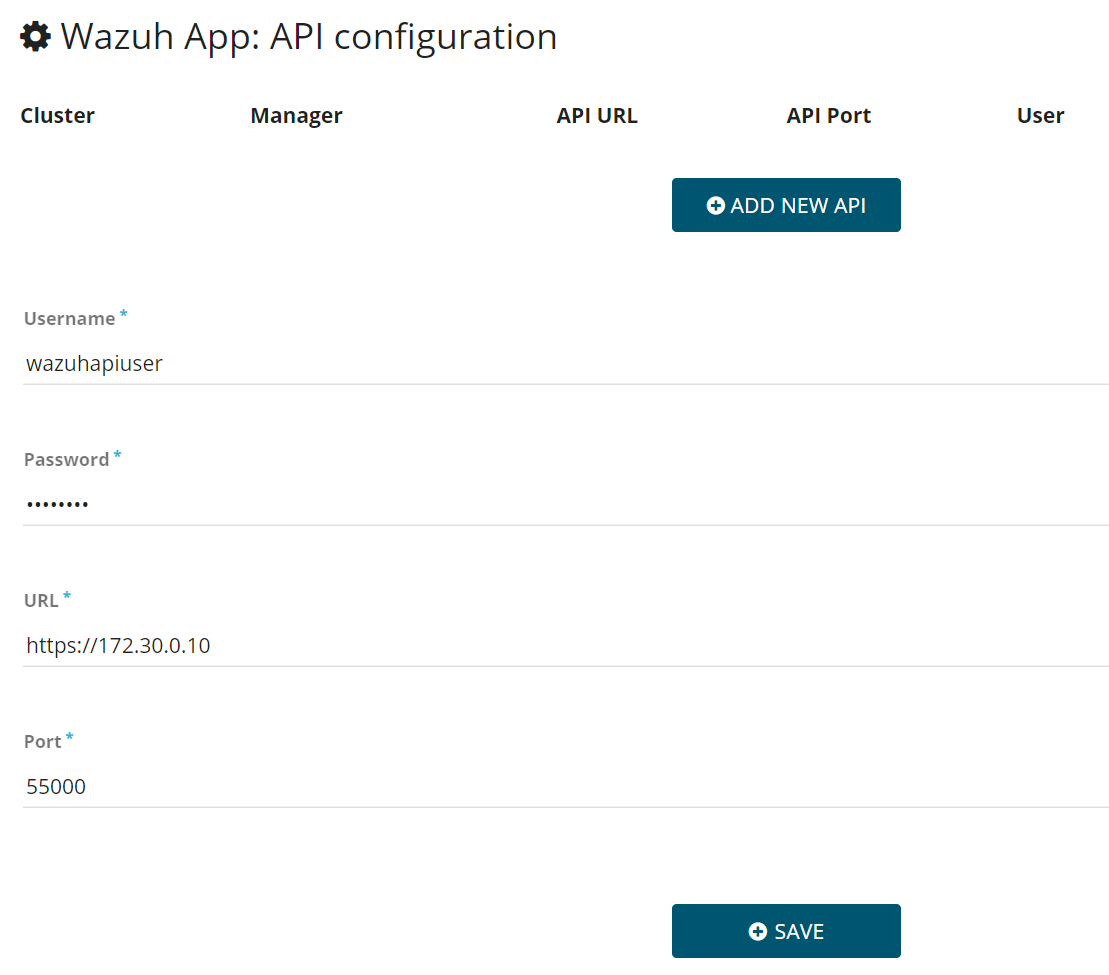 Wazuh App: API configuration
Cluster Manager API URL API Port User
ADD NEW API
Username *
wazuhapiuser
Password *
••••••••
URL *
https://172.30.0.10
Port *
55000
SAVE